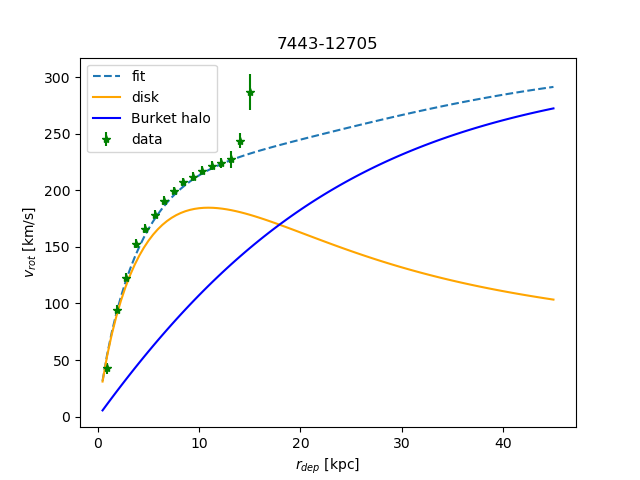 7443-12705
fit
disk
Burket halo
data
300
250
200
150
100
50
0
v_rot [km/s]
0 10 20 30 40
r_dep [kpc]